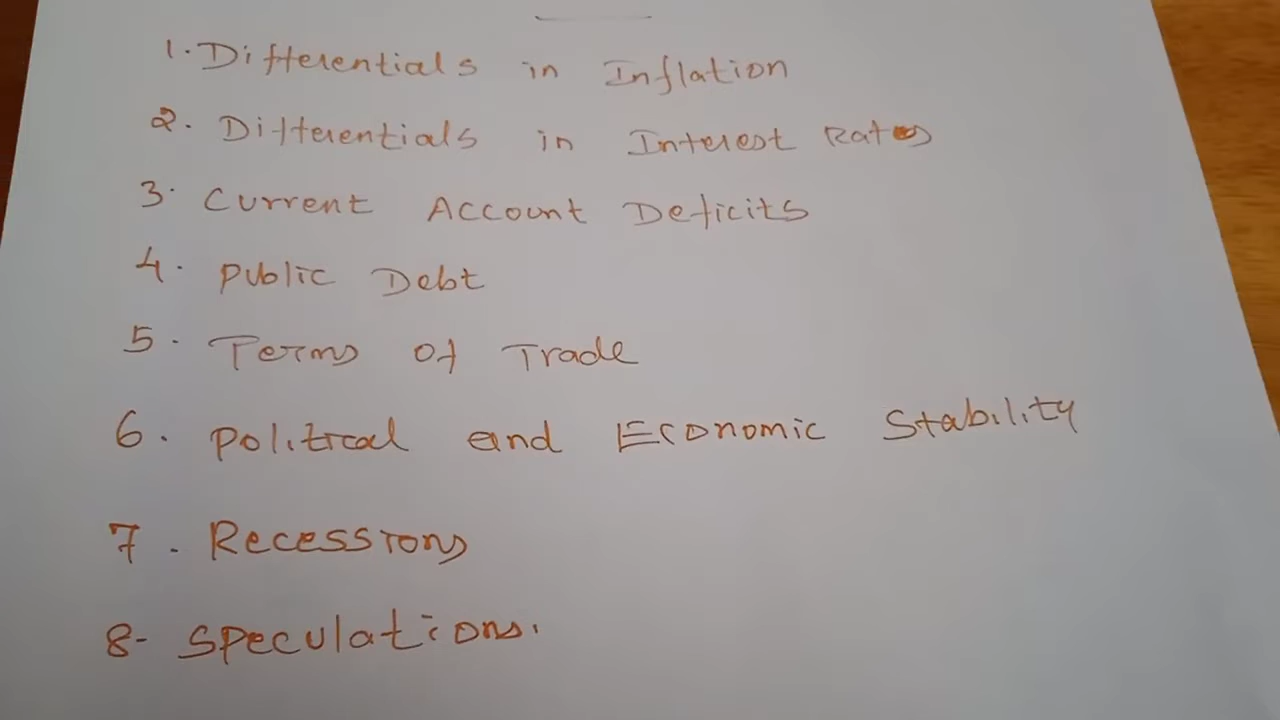 1. Differentials in Inflation
2. Differentials in Interest Rates
3. Current Account Deficits
4. Public Debt
5. Terms of Trade
6. Political and Economic Stability
7. Recessions
8- Speculations.